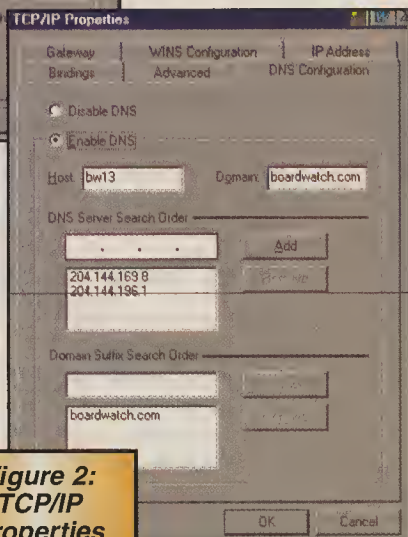 TCP/IP Properties
Gateway WINS Configuration IP Address
Bindings Advanced DNS Configuration
Disable DNS
Enable DNS
Host: bw13 Domain: boardwatch.com
DNS Server Search Order
Add
204.144.169.8
204.144.196.1
Domain Suffix Search Order
boardwatch.com
OK Cancel
Figure 2:
TCP/IP
Properties